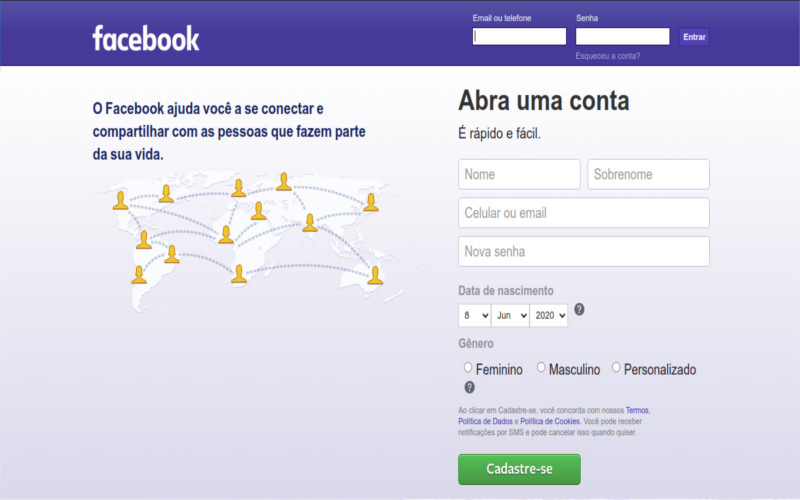 facebook
Email ou telefone
Senha
Entrar
Esqueceu a conta?
O Facebook ajuda você a se conectar e
compartilhar com as pessoas que fazem parte
da sua vida.
Abra uma conta
É rápido e fácil.
Nome
Sobrenome
Celular ou email
Nova senha
Data de nascimento
8 Jun 2020 ?
Gênero
Feminino Masculino Personalizado
?
Ao clicar em Cadastre-se, você concorda com nossos Termos,
Política de Dados e Política de Cookies. Você pode receber
notificações por SMS e pode cancelar isso quando quiser.
Cadastre-se